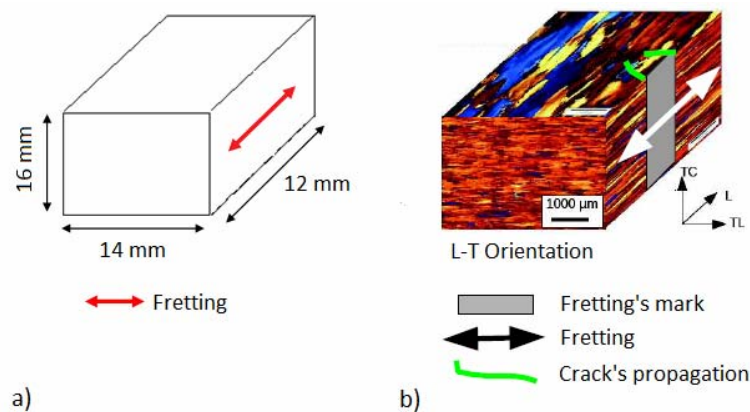 16 mm
12 mm
14 mm
Fretting
a)
1000 µm
TC
L
TL
L-T Orientation
Fretting's mark
Fretting
Crack's propagation
b)